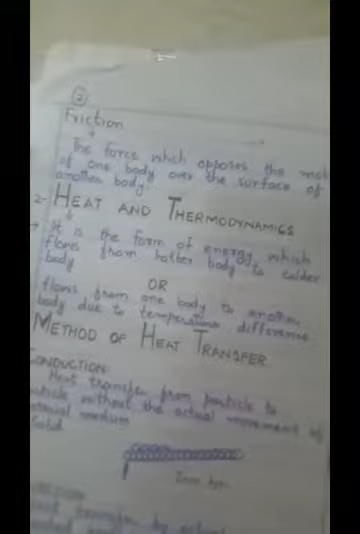 2
Friction
The force which opposes the
of one body over the surface of
another body.
2- HEAT AND THERMODYNAMICS
It is the form of energy which
flows from hotter body to colder
body
OR
flows from one body to another
body due to temperature difference
METHOD OF HEAT TRANSFER
CONDUCTION:
Heat transfer from particle to
without the actual movement of
medium
Solid
Iron
transfer by